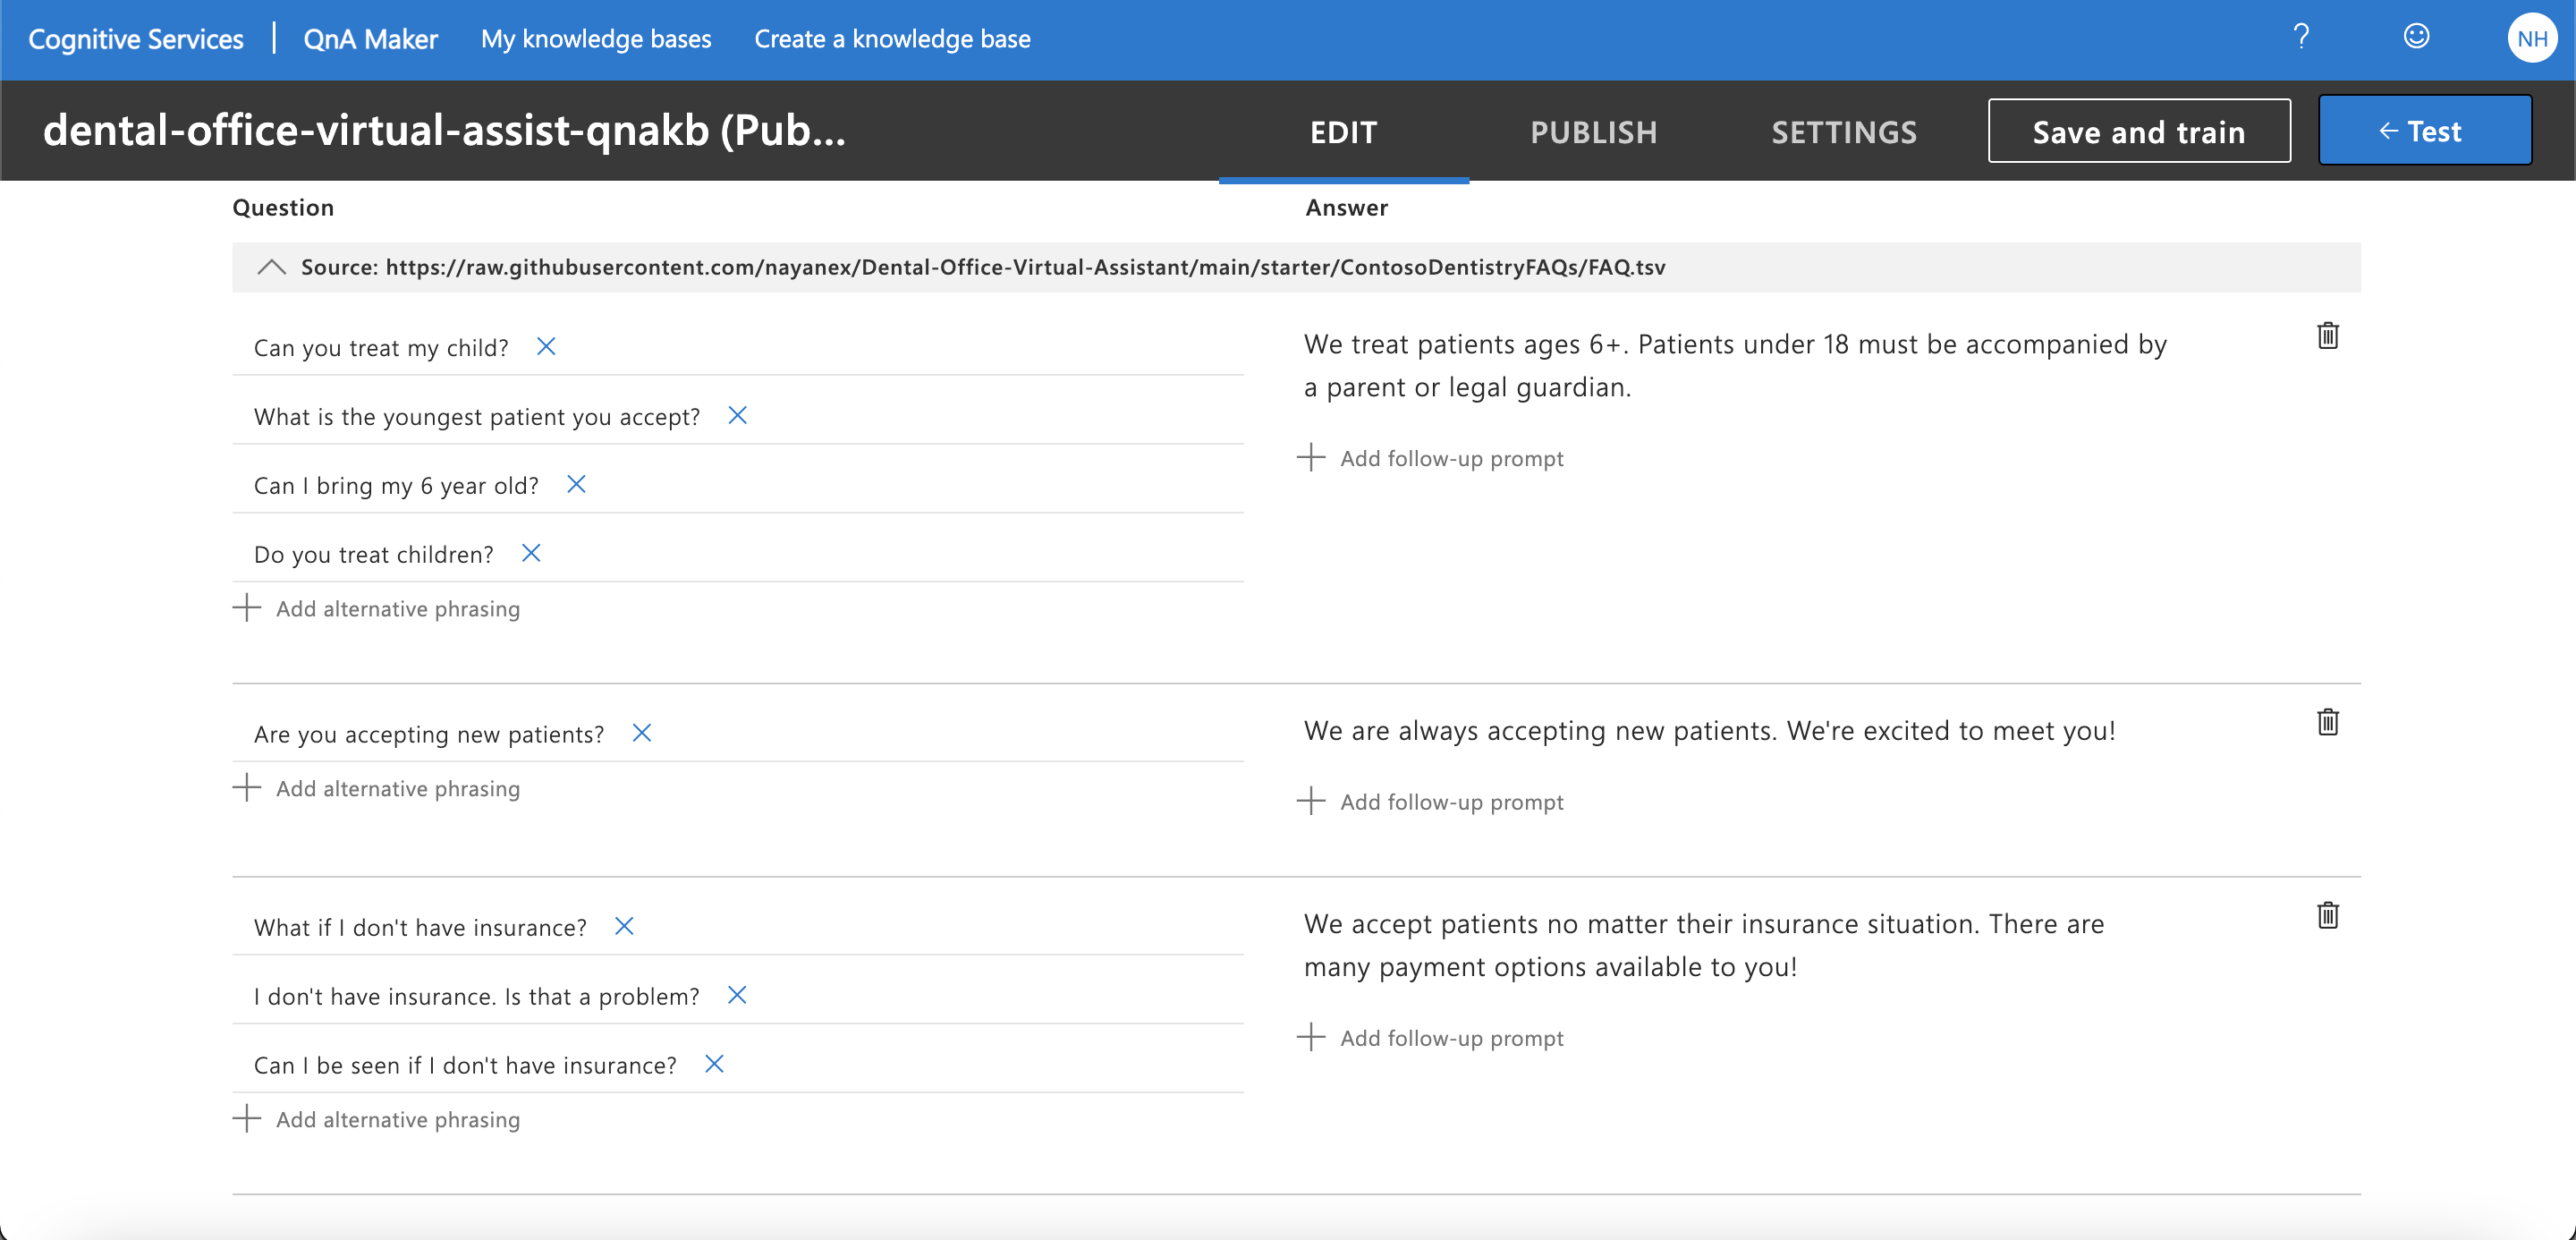 Cognitive Services | QnA Maker My knowledge bases Create a knowledge base ? NH
dental-office-virtual-assist-qnakb (Pub... EDIT PUBLISH SETTINGS Save and train ← Test
Question Answer
Source: https://raw.githubusercontent.com/nayanex/Dental-Office-Virtual-Assistant/main/starter/ContosoDentistryFAQs/FAQ.tsv
Can you treat my child?
What is the youngest patient you accept?
Can I bring my 6 year old?
Do you treat children?
Add alternative phrasing
We treat patients ages 6+. Patients under 18 must be accompanied by
a parent or legal guardian.
Add follow-up prompt
Are you accepting new patients?
Add alternative phrasing
We are always accepting new patients. We're excited to meet you!
Add follow-up prompt
What if I don't have insurance?
I don't have insurance. Is that a problem?
Can I be seen if I don't have insurance?
Add alternative phrasing
We accept patients no matter their insurance situation. There are
many payment options available to you!
Add follow-up prompt